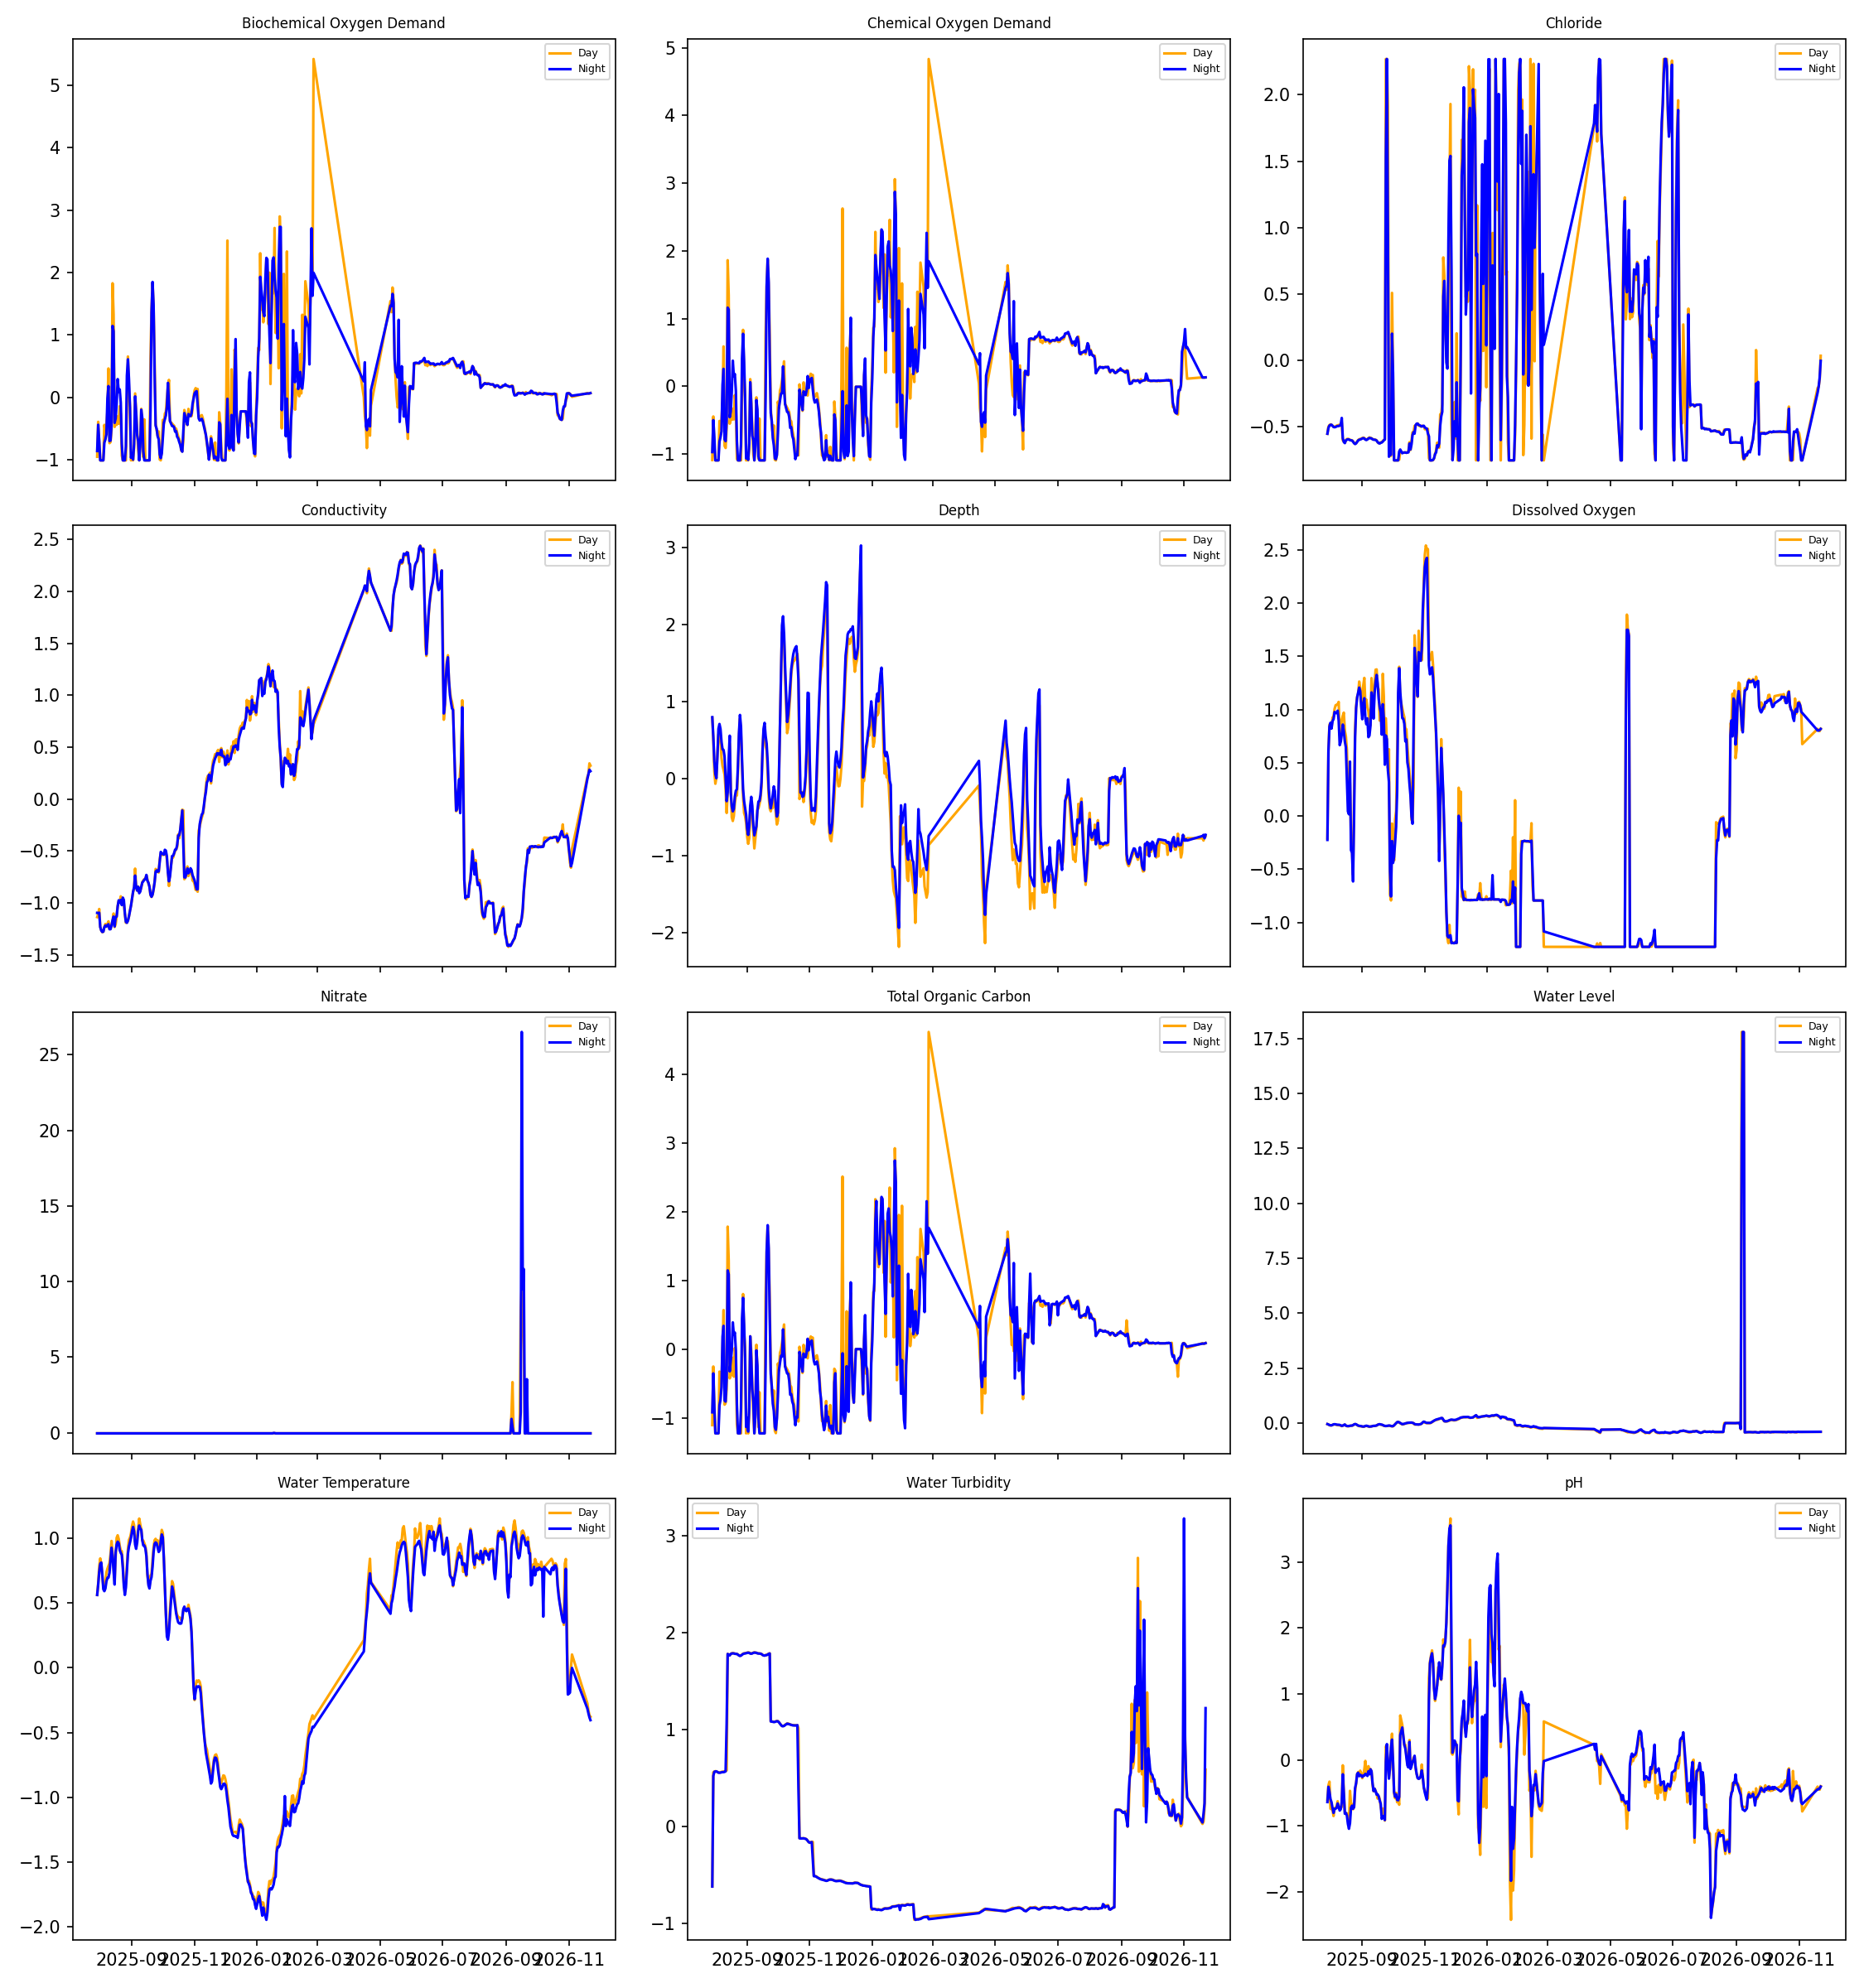 Biochemical Oxygen Demand
Day
Night
5
4
3
2
1
0
−1
Chemical Oxygen Demand
Day
Night
5
4
3
2
1
0
−1
Chloride
Day
Night
2.0
1.5
1.0
0.5
0.0
−0.5
Conductivity
Day
Night
2.5
2.0
1.5
1.0
0.5
0.0
−0.5
−1.0
−1.5
Depth
Day
Night
3
2
1
0
−1
−2
Dissolved Oxygen
Day
Night
2.5
2.0
1.5
1.0
0.5
0.0
−0.5
−1.0
Nitrate
Day
Night
25
20
15
10
5
0
Total Organic Carbon
Day
Night
4
3
2
1
0
−1
Water Level
Day
Night
17.5
15.0
12.5
10.0
7.5
5.0
2.5
0.0
Water Temperature
Day
Night
1.0
0.5
0.0
−0.5
−1.0
−1.5
−2.0
2025-09 2025-11 2026-01 2026-03 2026-05 2026-07 2026-09 2026-11
Water Turbidity
Day
Night
3
2
1
0
−1
2025-09 2025-11 2026-01 2026-03 2026-05 2026-07 2026-09 2026-11
pH
Day
Night
3
2
1
0
−1
−2
2025-09 2025-11 2026-01 2026-03 2026-05 2026-07 2026-09 2026-11